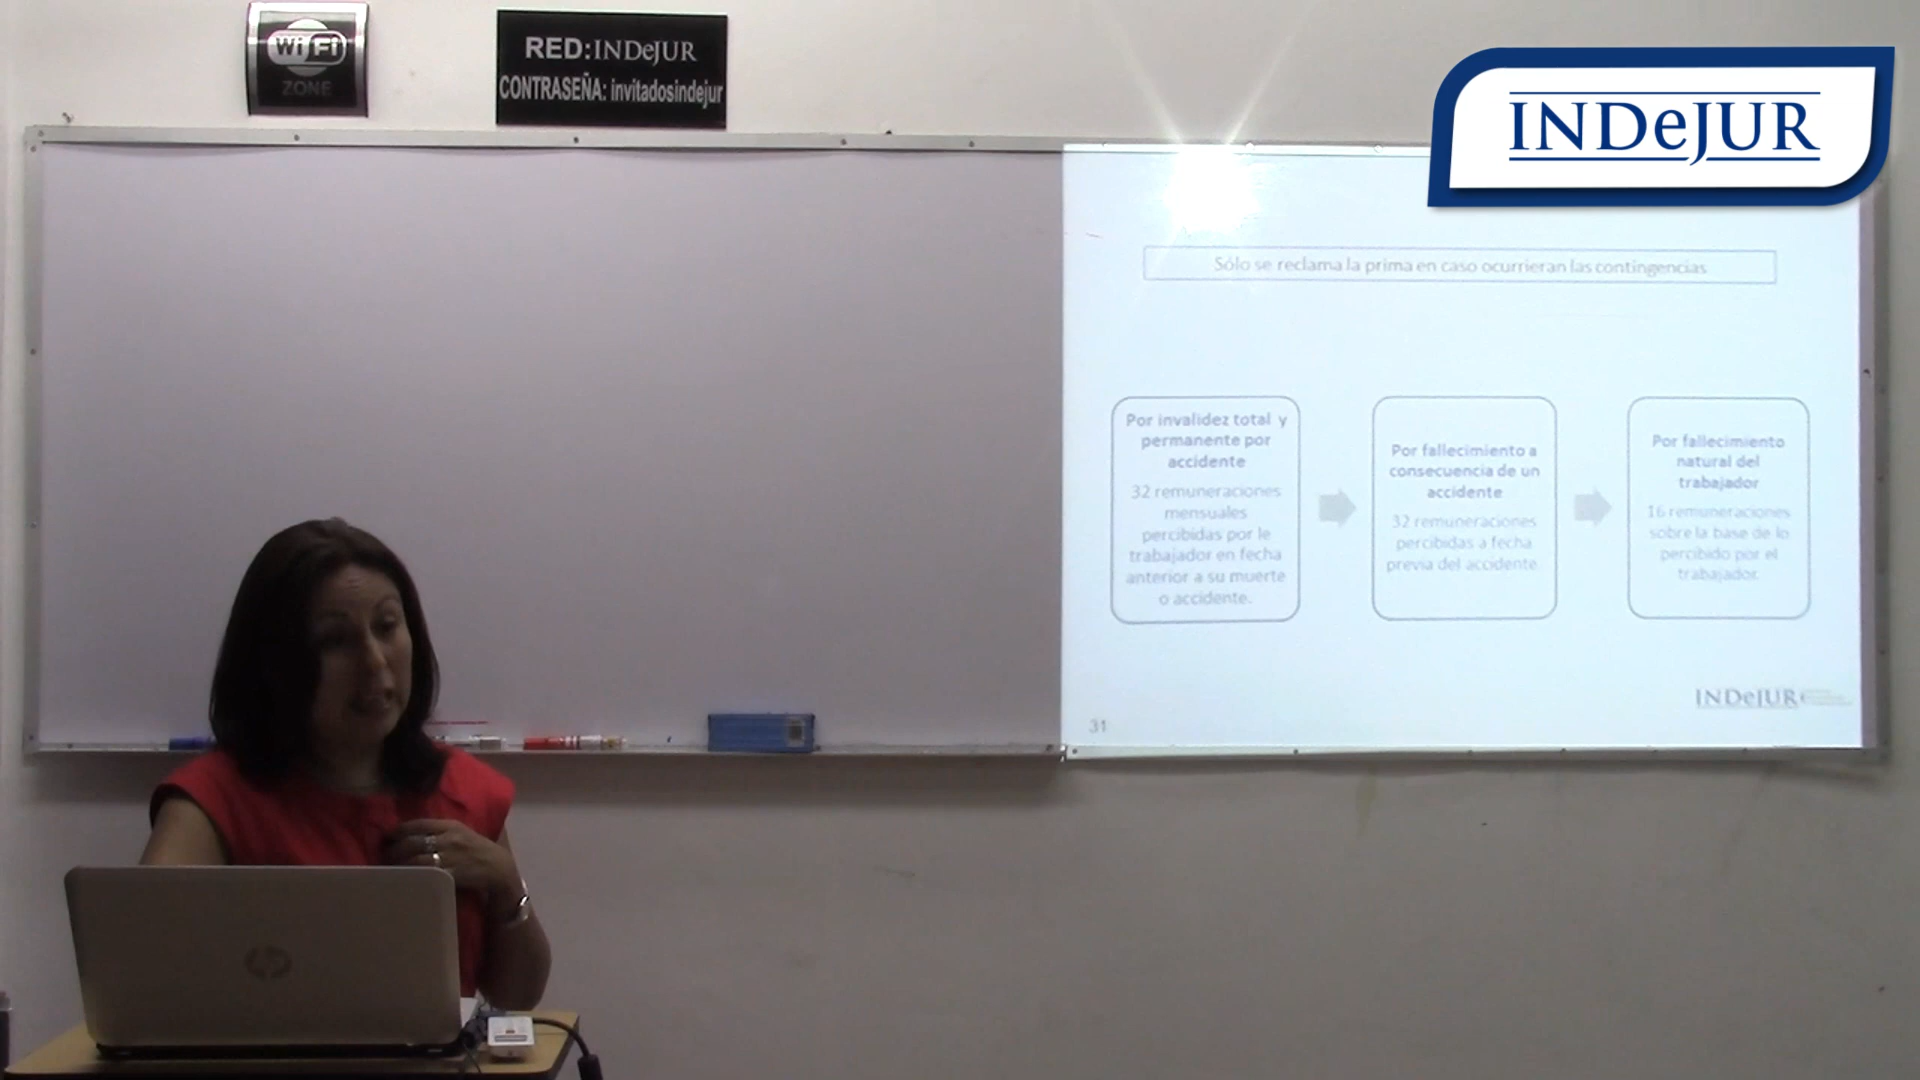 WiFi
ZONE
RED: INDeJUR
CONTRASEÑA: invitadosindejur
INDeJUR
Sólo se reclama la prima en caso ocurrieran las contingencias
Por invalidez total y
permanente por
accidente
32 remuneraciones
mensuales
percibidas por le
trabajador en fecha
anterior a su muerte
o accidente.
Por fallecimiento a
consecuencia de un
accidente
32 remuneraciones
percibidas a fecha
previa del accidente
Por fallecimiento
natural del
trabajador
16 remuneraciones
sobre la base de lo
percibido por el
trabajador.
INDeJUR
31
hp